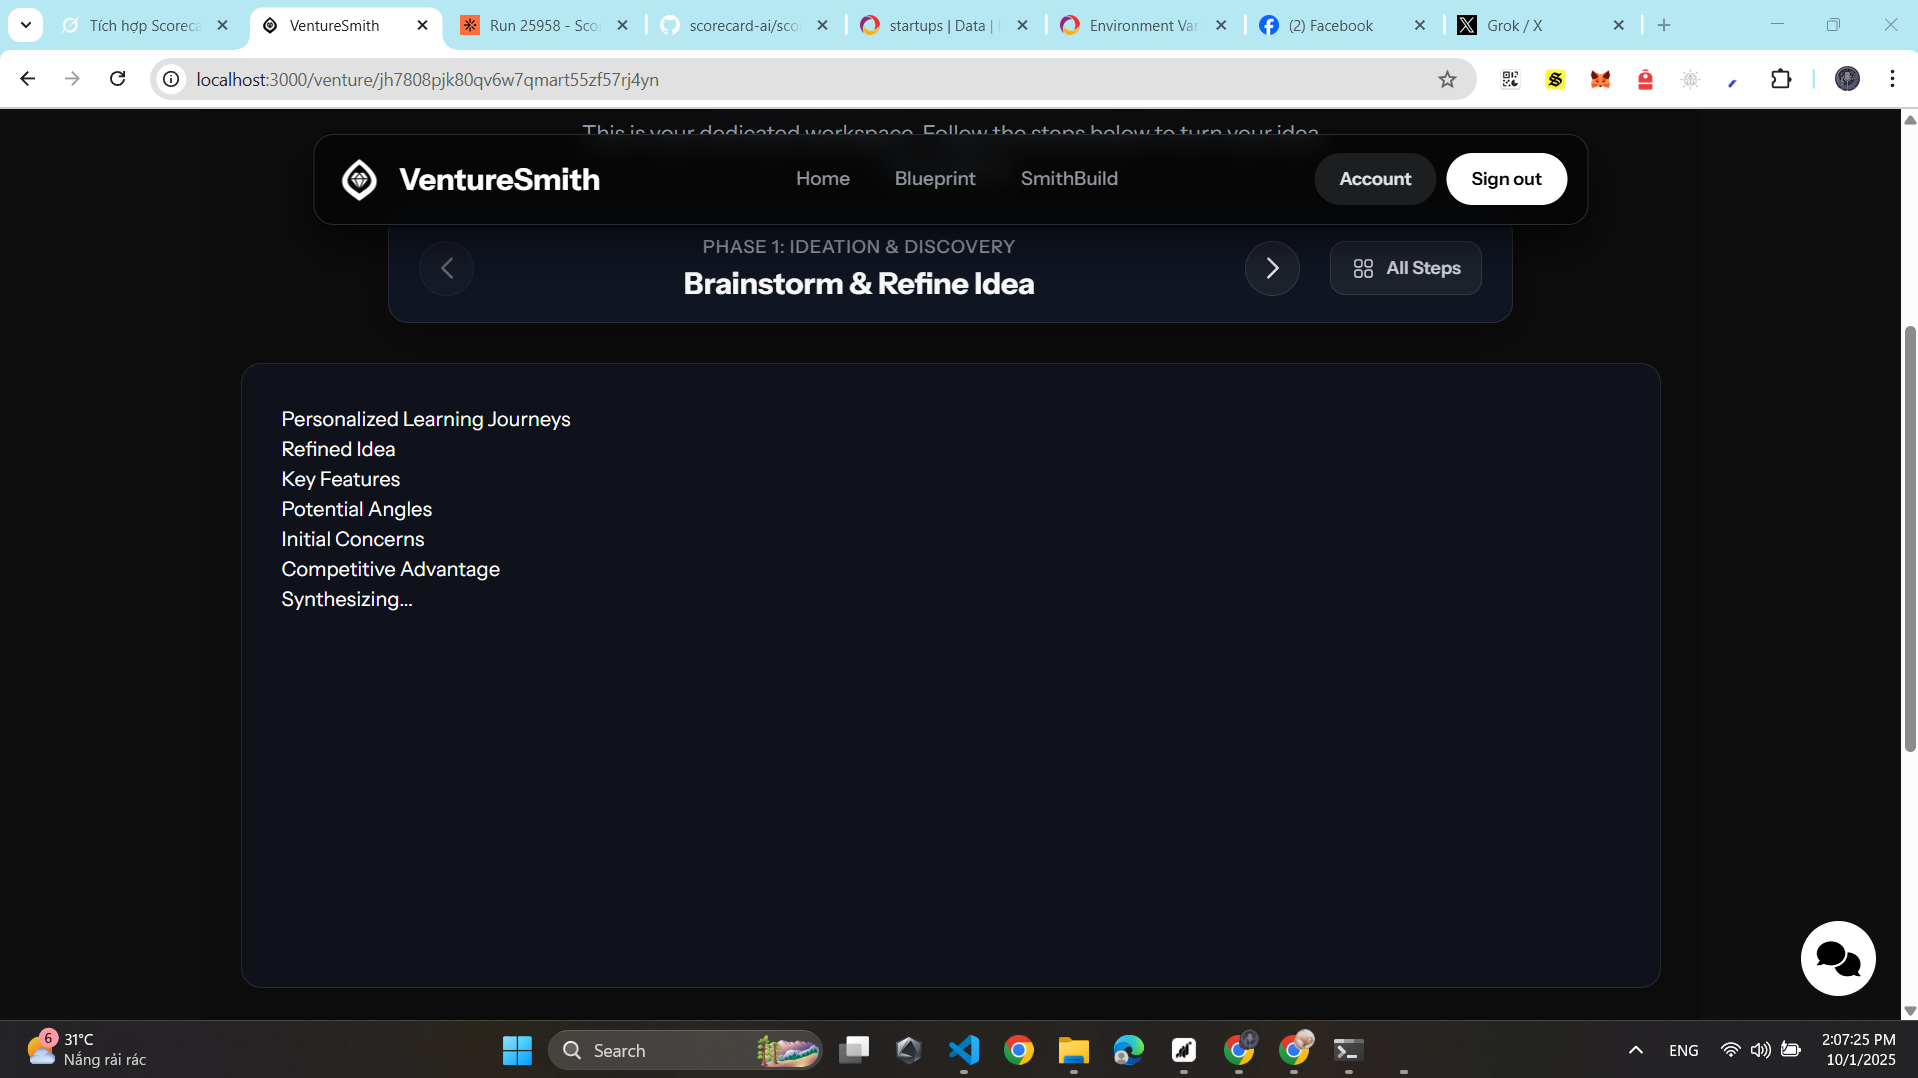 Tích hợp Scoreca
VentureSmith
Run 25958 - Sco
scorecard-ai/sco
startups | Data |
Environment Var
(2) Facebook
Grok / X
localhost:3000/venture/jh7808pjk80qv6w7qmart55zf57rj4yn
This is your dedicated workspace. Follow the steps below to turn your idea
VentureSmith
Home
Blueprint
SmithBuild
Account
Sign out
PHASE 1: IDEATION & DISCOVERY
Brainstorm & Refine Idea
All Steps
Personalized Learning Journeys
Refined Idea
Key Features
Potential Angles
Initial Concerns
Competitive Advantage
Synthesizing...
6
31°C
Nắng rải rác
Search
ENG
2:07:25 PM
10/1/2025